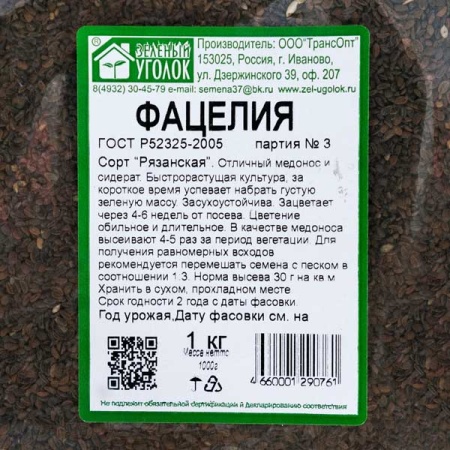 ЗЕЛЕНЫЙ
УГОЛОК
Производитель: ООО"ТрансОпт"
153025, Россия, г. Иваново,
ул. Дзержинского 39, оф. 207
8(4932) 30-45-79 e-mail: semena37@bk.ru www.zel-ugolok.ru
ФАЦЕЛИЯ
ГОСТ Р52325-2005 партия № 3
Сорт "Рязанская". Отличный медонос и
сидерат. Быстрорастущая культура, за
короткое время успевает набрать густую
зеленую массу. Засухоустойчива. Зацветает
через 4-6 недель от посева. Цветение
обильное и длительное. В качестве медоноса
высеивают 4-5 раз за период вегетации. Для
получения равномерных всходов
рекомендуется перемешать семена с песком в
соотношении 1:3. Норма высева 30 г на кв м
Хранить в сухом, прохладном месте
Срок годности 2 года с даты фасовки.
Год урожая,Дату фасовки см. на
1 кг
Масса нетто
1000г
4 660001 290761
Не подлежит обязательной сертификации и декларированию соответствия